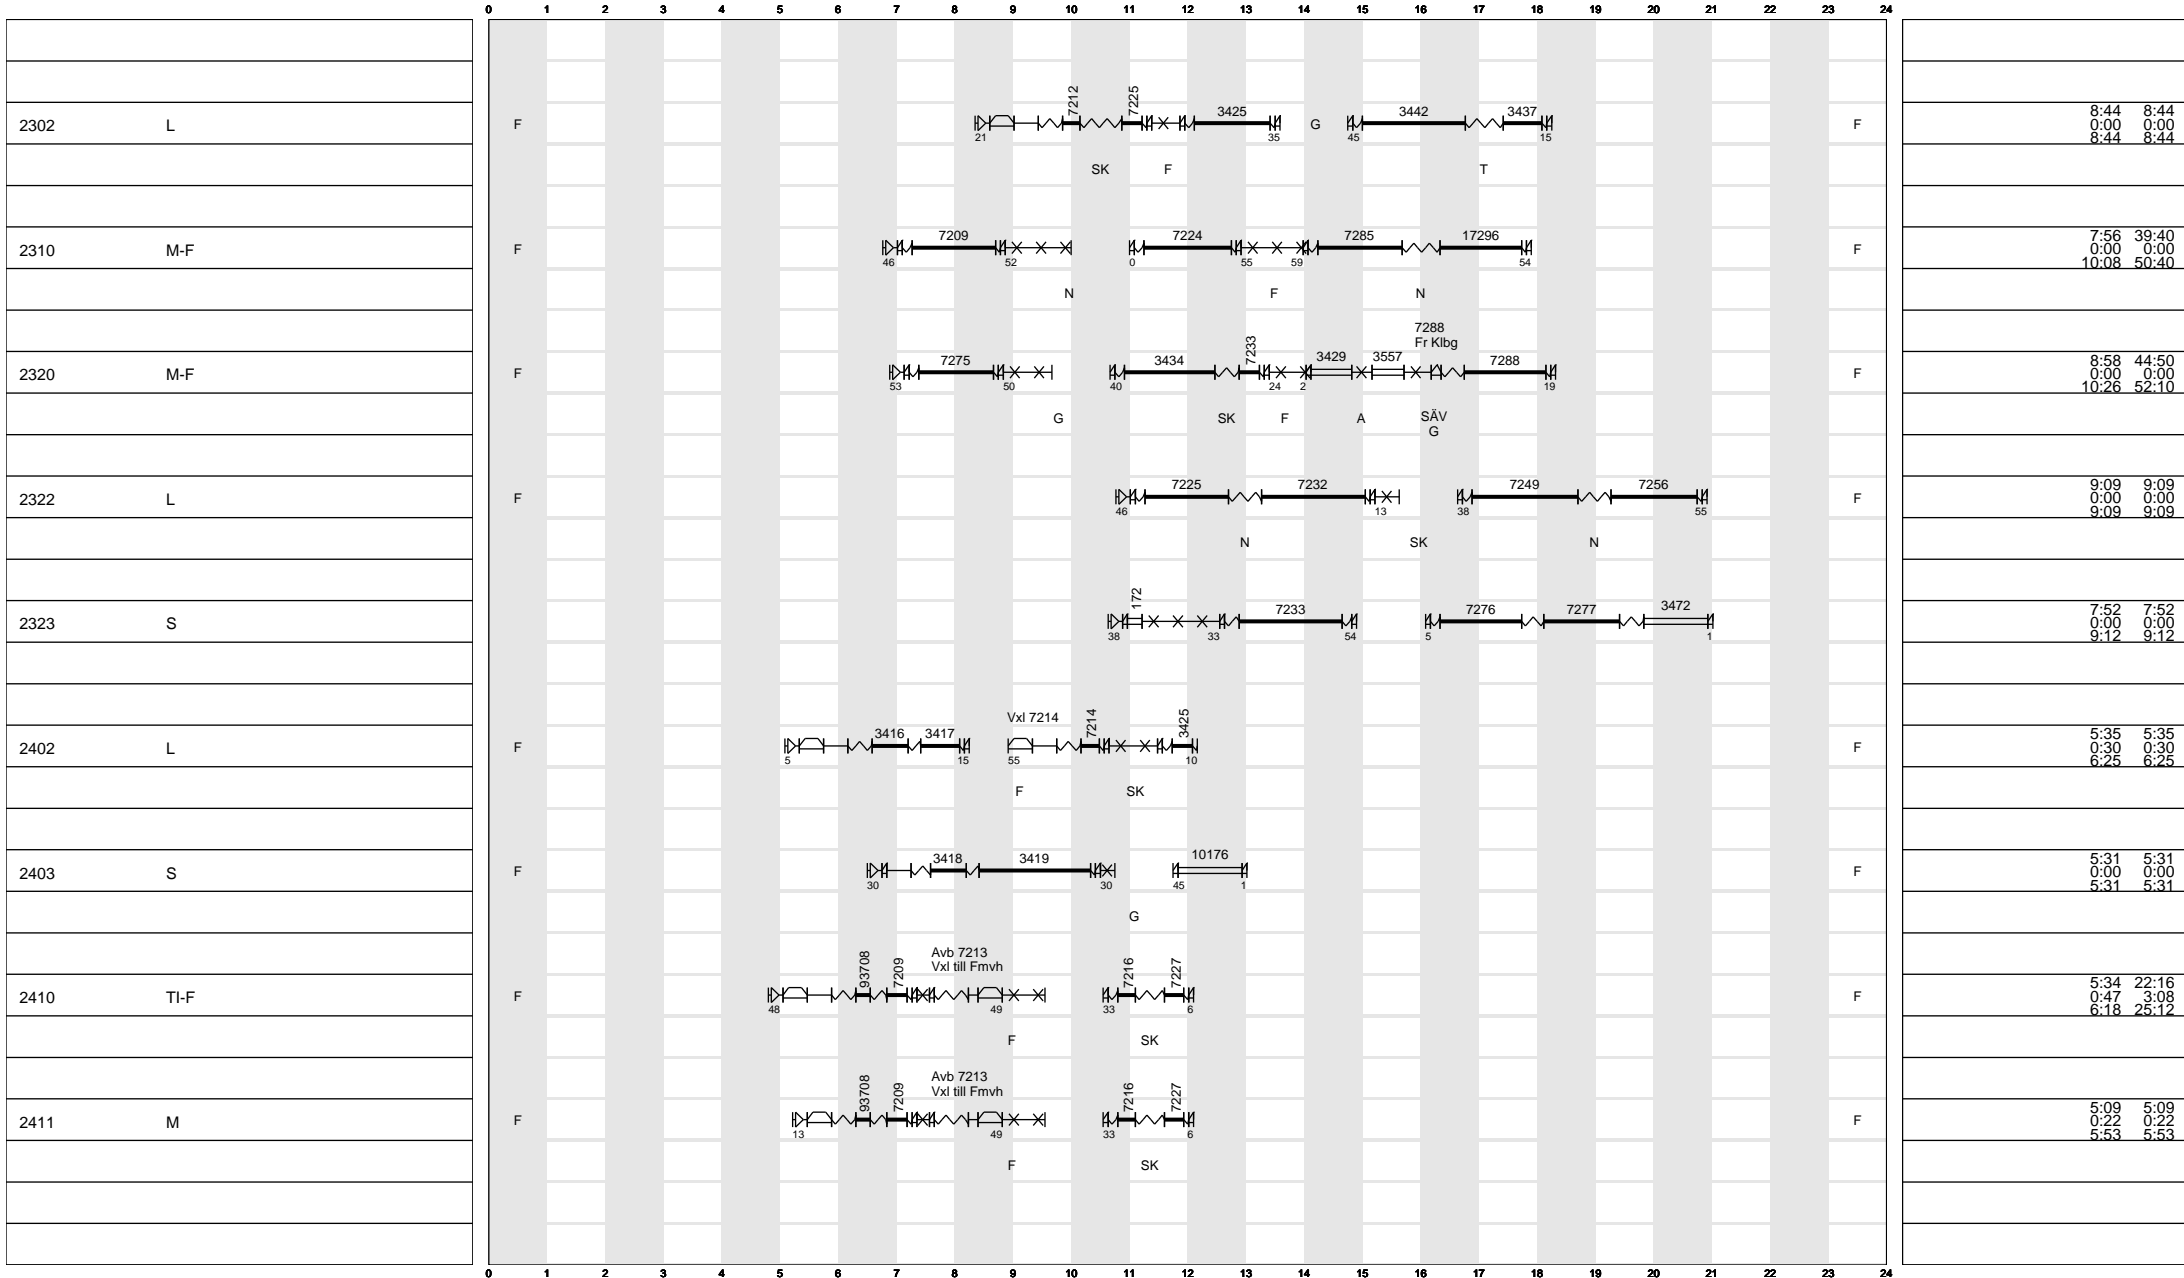 0 1 2 3 4 5 6 7 8 9 10 11 12 13 14 15 16 17 18 19 20 21 22 23 24
7212 7225 3425 3442 3437 8:44 8:44
2302 L F G F 0:00 0:00
21 35 45 15 8:44 8:44
SK F T
7209 7224 7285 17296 7:56 39:40
2310 M-F F F 0:00 0:00
46 52 0 55 59 54 10:08 50:40
N F N
7288
Fr Klbg
7275 3434 7233 3429 3557 7288 8:58 44:50
2320 M-F F F 0:00 0:00
53 50 40 24 2 19 10:26 52:10
G SK F A SÄV
G
7225 7232 7249 7256 9:09 9:09
2322 L F F 0:00 0:00
46 13 38 55 9:09 9:09
N SK N
172 7233 7276 7277 3472 7:52 7:52
2323 S F F 0:00 0:00
38 33 54 5 1 9:12 9:12
Vxl 7214
3416 3417 7214 3425 5:35 5:35
2402 L F F 0:30 0:30
5 15 55 10 6:25 6:25
F SK
3418 3419 10176 5:31 5:31
2403 S F F 0:00 0:00
30 30 45 1 5:31 5:31
G
Avb 7213
Vxl till Fmvh
93708 7209 7216 7227 5:34 22:16
2410 TI-F F F 0:47 3:08
48 49 33 6 6:18 25:12
F SK
Avb 7213
Vxl till Fmvh
93708 7209 7216 7227 5:09 5:09
2411 M F F 0:22 0:22
13 49 33 6 5:53 5:53
F SK
0 1 2 3 4 5 6 7 8 9 10 11 12 13 14 15 16 17 18 19 20 21 22 23 24